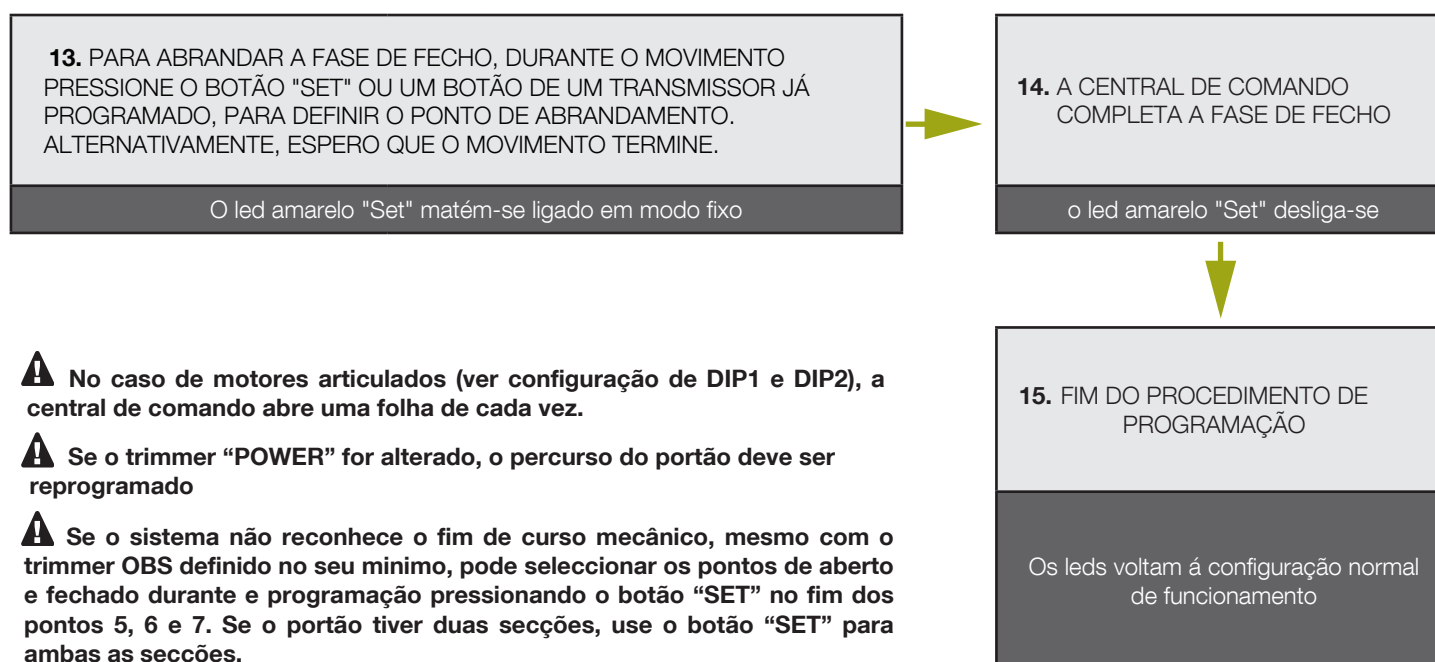 13. PARA ABRANDAR A FASE DE FECHO, DURANTE O MOVIMENTO
PRESSIONE O BOTÃO "SET" OU UM BOTÃO DE UM TRANSMISSOR JÁ
PROGRAMADO, PARA DEFINIR O PONTO DE ABRANDAMENTO.
ALTERNATIVAMENTE, ESPERO QUE O MOVIMENTO TERMINE.
O led amarelo "Set" matém-se ligado em modo fixo
14. A CENTRAL DE COMANDO
COMPLETA A FASE DE FECHO
o led amarelo "Set" desliga-se
15. FIM DO PROCEDIMENTO DE
PROGRAMAÇÃO
Os leds voltam á configuração normal
de funcionamento
No caso de motores articulados (ver configuração de DIP1 e DIP2), a
central de comando abre uma folha de cada vez.
Se o trimmer “POWER” for alterado, o percurso do portão deve ser
reprogramado
Se o sistema não reconhece o fim de curso mecânico, mesmo com o
trimmer OBS definido no seu minimo, pode seleccionar os pontos de aberto
e fechado durante e programação pressionando o botão “SET” no fim dos
pontos 5, 6 e 7. Se o portão tiver duas secções, use o botão “SET” para
ambas as secções.